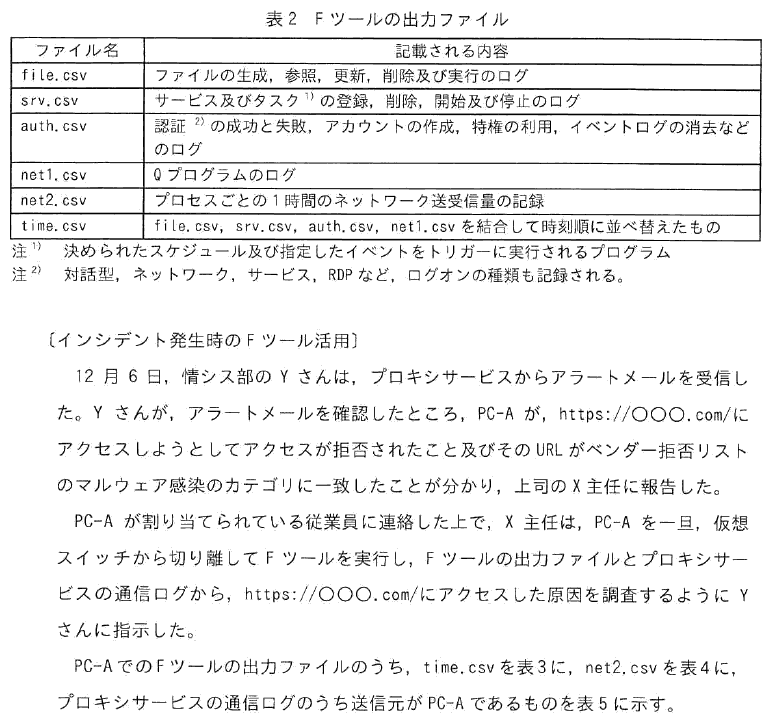 表2 Fツールの出力ファイル
ファイル名 記載される内容
file.csv ファイルの生成，参照，更新，削除及び実行のログ
srv.csv サービス及びタスク1)の登録，削除，開始及び停止のログ
auth.csv 認証2)の成功と失敗，アカウントの作成，特権の利用，イベントログの消去など
のログ
net1.csv Qプログラムのログ
net2.csv プロセスごとの1時間のネットワーク送受信量の記録
time.csv file.csv，srv.csv，auth.csv，net1.csvを結合して時刻順に並べ替えたもの
注1) 決められたスケジュール及び指定したイベントをトリガーに実行されるプログラム
注2) 対話型，ネットワーク，サービス，RDPなど，ログオンの種類も記録される。
〔インシデント発生時のFツール活用〕
12月6日，情シス部のYさんは，プロキシサービスからアラートメールを受信し
た。Yさんが，アラートメールを確認したところ，PC-Aが，https://〇〇〇.com/に
アクセスしようとしてアクセスが拒否されたこと及びそのURLがベンダー拒否リスト
のマルウェア感染のカテゴリに一致したことが分かり，上司のX主任に報告した。
PC-Aが割り当てられている従業員に連絡した上で，X主任は，PC-Aを一旦，仮想
スイッチから切り離してFツールを実行し，Fツールの出力ファイルとプロキシサー
ビスの通信ログから，https://〇〇〇.com/にアクセスした原因を調査するようにY
さんに指示した。
PC-AでのFツールの出力ファイルのうち，time.csvを表3に，net2.csvを表4に，
プロキシサービスの通信ログのうち送信元がPC-Aであるものを表5に示す。